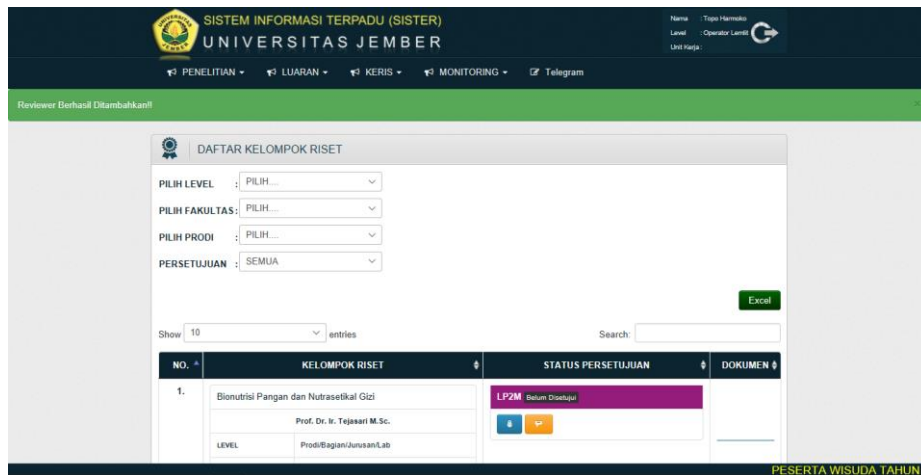 SISTEM INFORMASI TERPADU (SISTER)
UNIVERSITAS JEMBER
Nama : Topo Harmoko
Level : Operator Lemlit
Unit Kerja :
UNIVERSITAS
JEMBER
PENELITIAN LUARAN KERIS MONITORING Telegram
Reviewer Berhasil Ditambahkan!! ×
DAFTAR KELOMPOK RISET
PILIH LEVEL : PILIH....
PILIH FAKULTAS : PILIH....
PILIH PRODI : PILIH....
PERSETUJUAN : SEMUA
Excel
Show 10 entries Search:
NO. KELOMPOK RISET STATUS PERSETUJUAN DOKUMEN
1. Bionutrisi Pangan dan Nutrasetikal Gizi LP2M Belum Disetujui
Prof. Dr. Ir. Tejasari M.Sc.
LEVEL Prodi/Bagian/Jurusan/Lab
PESERTA WISUDA TAHUN